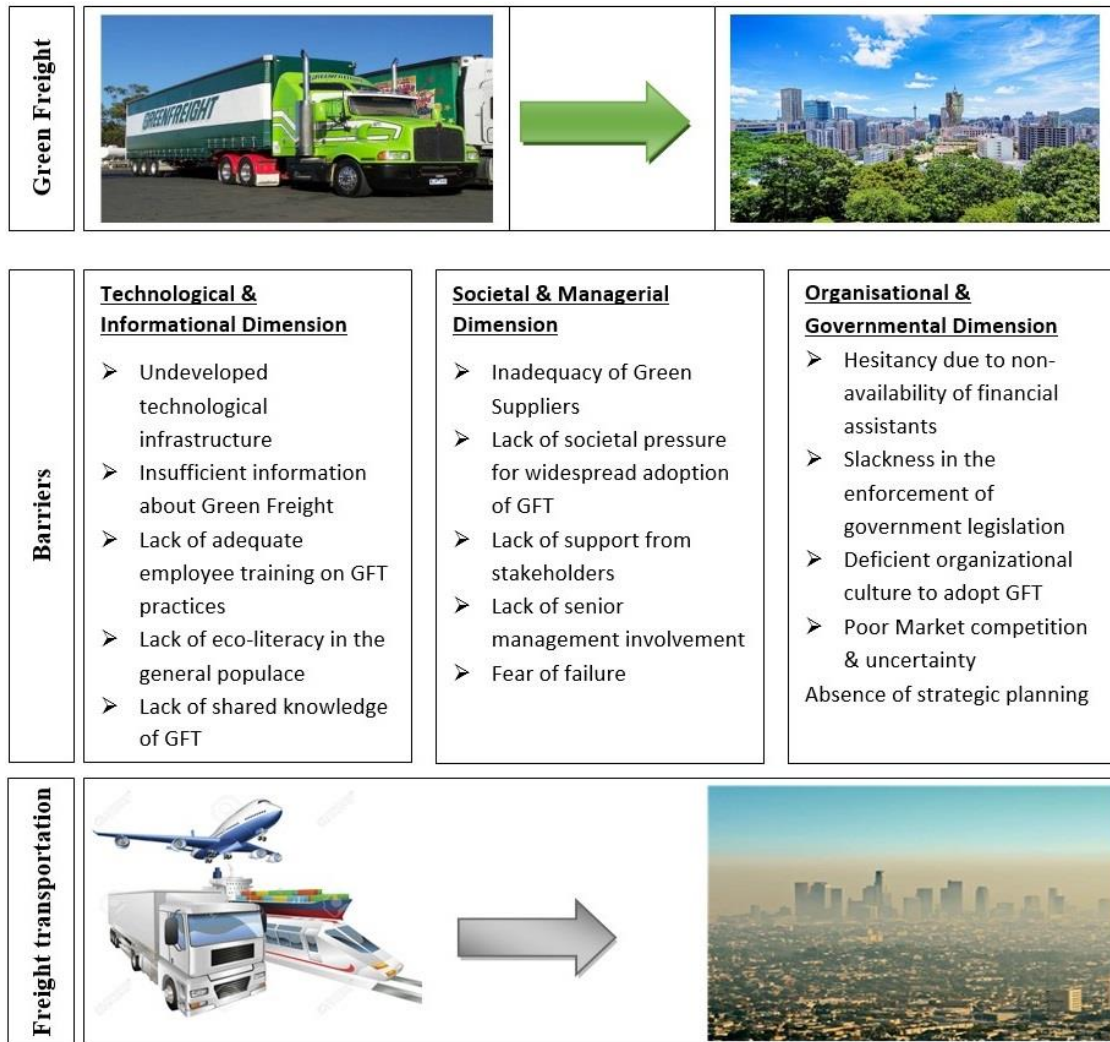 Green Freight
GREENFREIGHT
Barriers
Technological &
Informational Dimension
➢ Undeveloped
technological
infrastructure
➢ Insufficient information
about Green Freight
➢ Lack of adequate
employee training on GFT
practices
➢ Lack of eco-literacy in the
general populace
➢ Lack of shared knowledge
of GFT
Societal & Managerial
Dimension
➢ Inadequacy of Green
Suppliers
➢ Lack of societal pressure
for widespread adoption
of GFT
➢ Lack of support from
stakeholders
➢ Lack of senior
management involvement
➢ Fear of failure
Organisational &
Governmental Dimension
➢ Hesitancy due to non-
availability of financial
assistants
➢ Slackness in the
enforcement of
government legislation
➢ Deficient organizational
culture to adopt GFT
➢ Poor Market competition
& uncertainty
Absence of strategic planning
Freight transportation